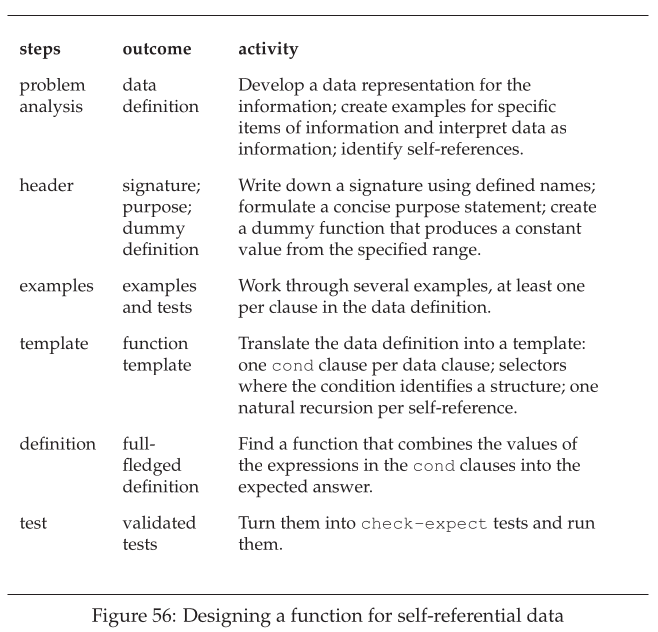 steps outcome activity
problem data Develop a data representation for the
analysis definition information; create examples for specific
items of information and interpret data as
information; identify self-references.
header signature; Write down a signature using defined names;
purpose; formulate a concise purpose statement; create
dummy a dummy function that produces a constant
definition value from the specified range.
examples examples Work through several examples, at least one
and tests per clause in the data definition.
template function Translate the data definition into a template:
template one cond clause per data clause; selectors
where the condition identifies a structure; one
natural recursion per self-reference.
definition full- Find a function that combines the values of
fledged the expressions in the cond clauses into the
definition expected answer.
test validated Turn them into check-expect tests and run
tests them.
Figure 56: Designing a function for self-referential data